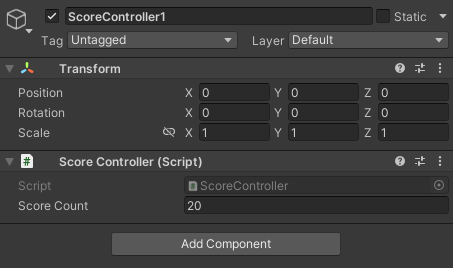 ScoreController1 Static
Tag Untagged Layer Default
Transform
Position X 0 Y 0 Z 0
Rotation X 0 Y 0 Z 0
Scale X 1 Y 1 Z 1
# Score Controller (Script)
Script # ScoreController
Score Count 20
Add Component